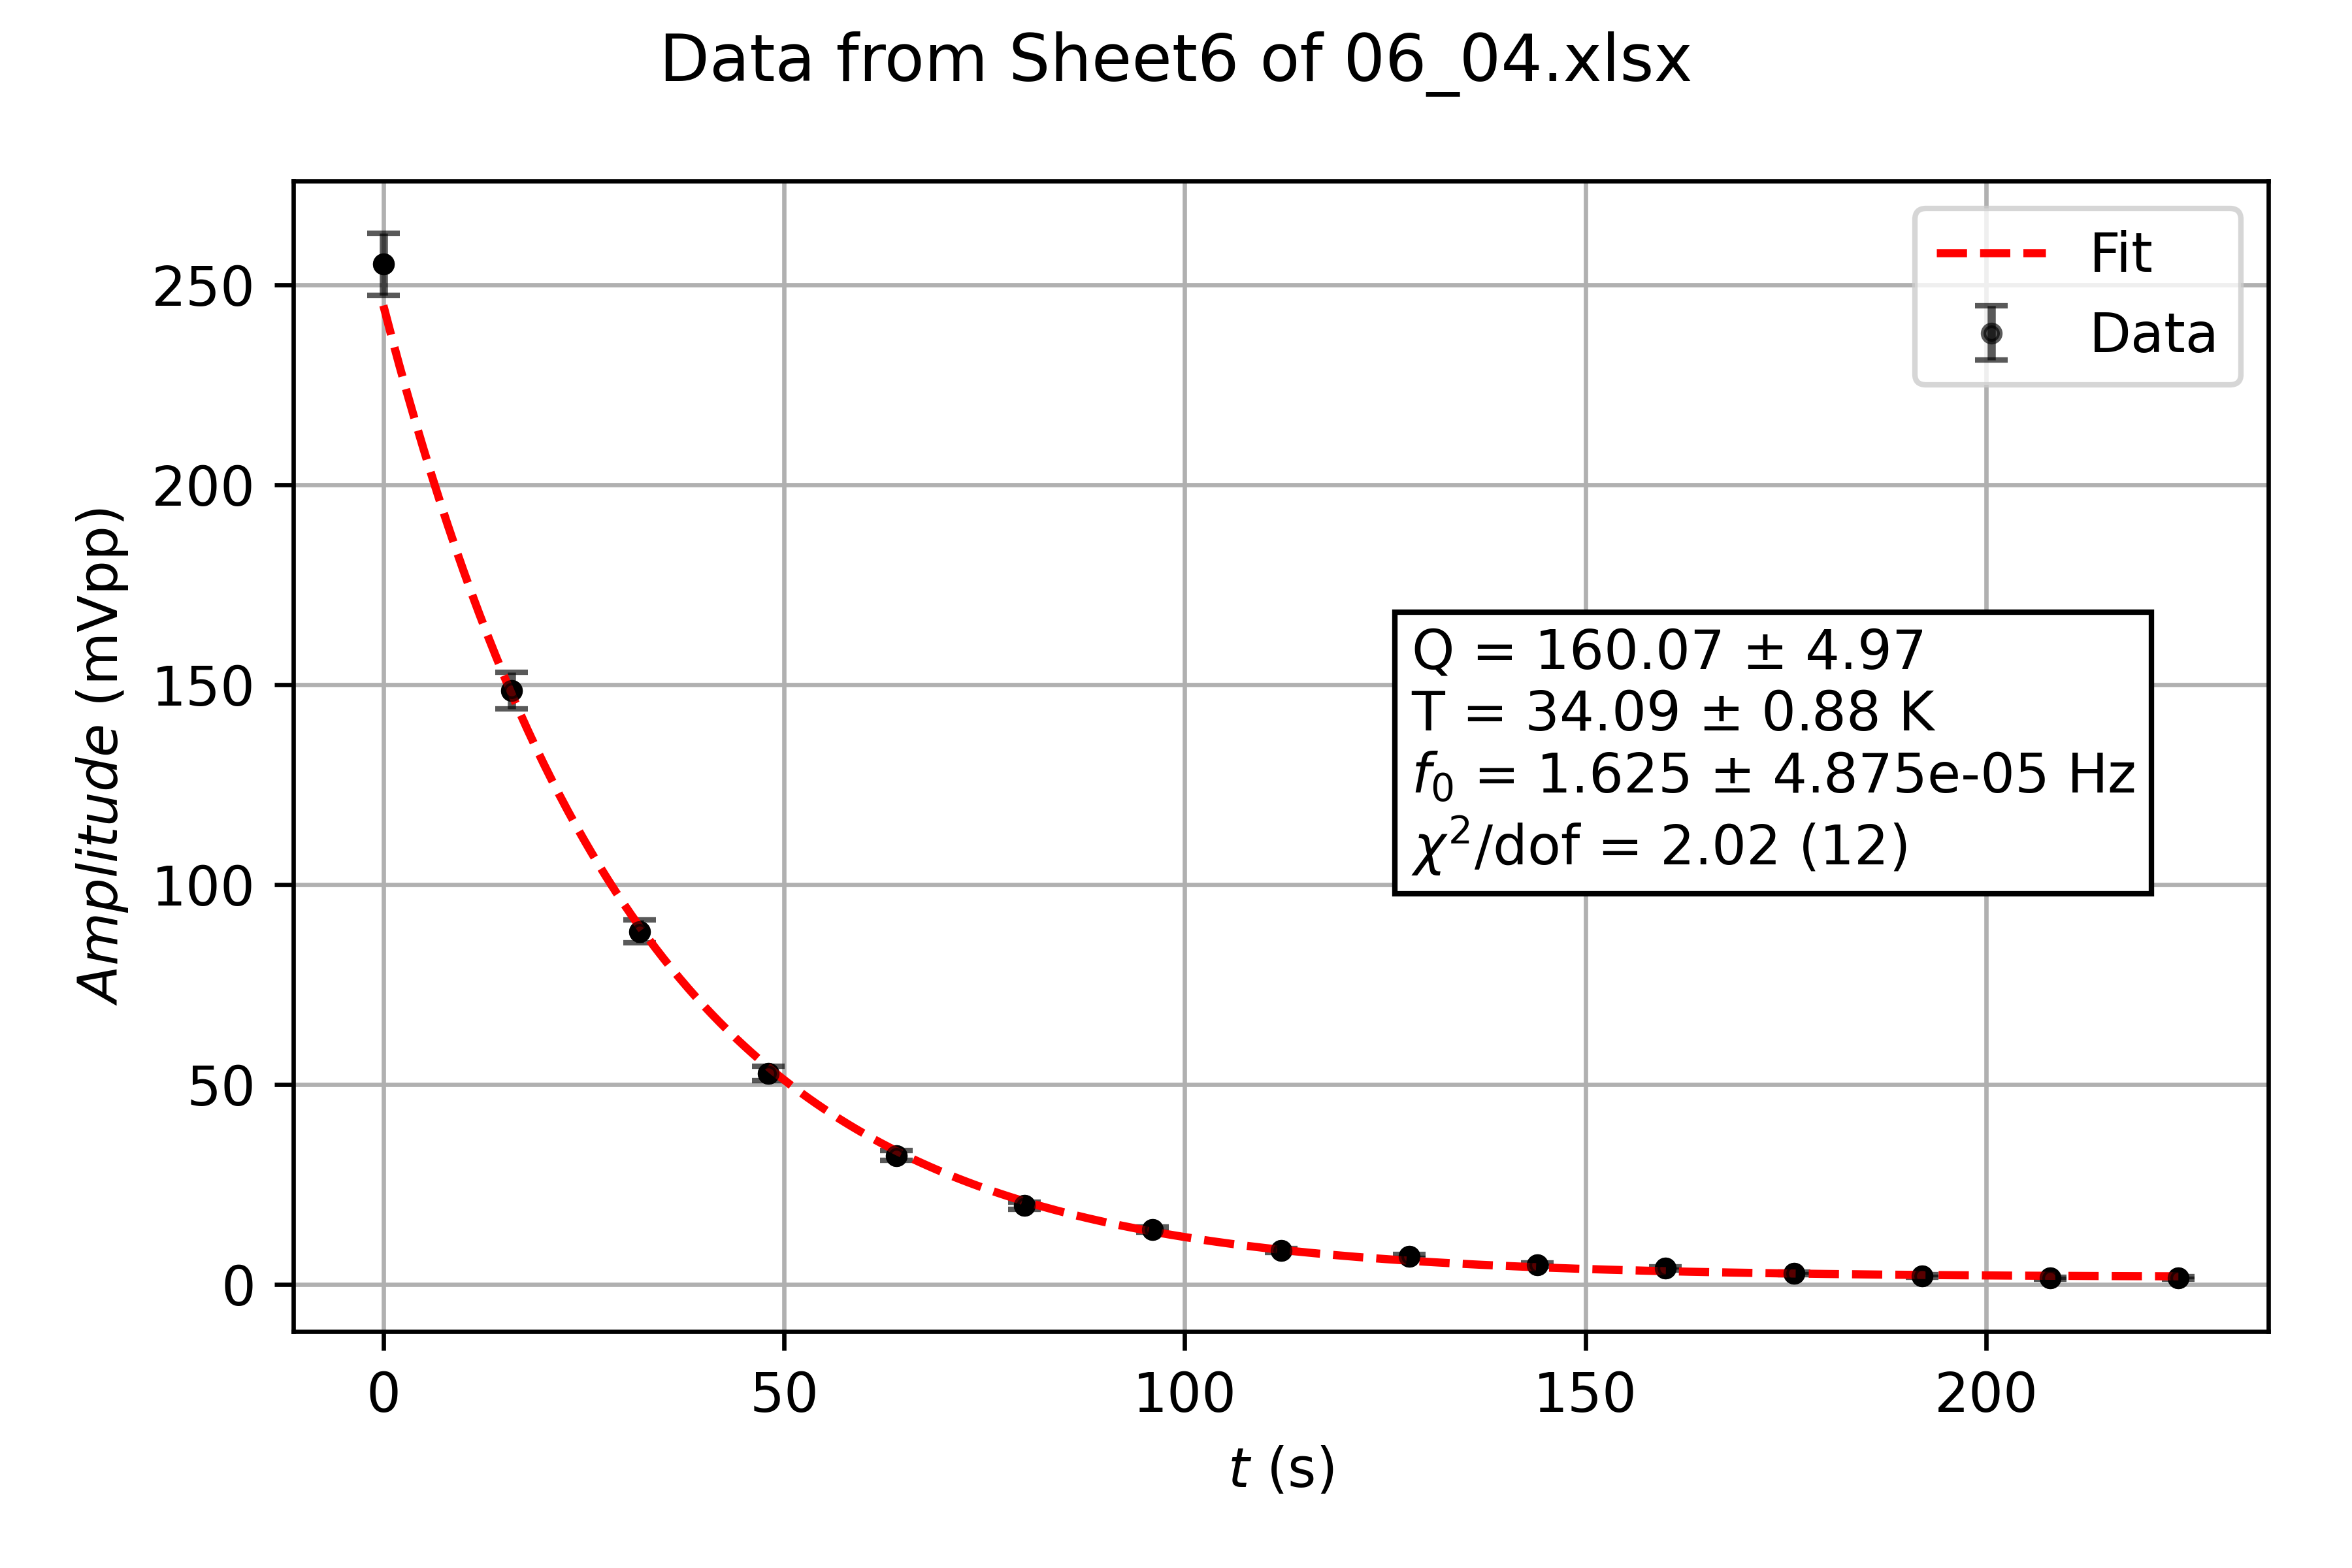 Data from Sheet6 of 06_04.xlsx
Amplitude (mVpp)
250
200
150
100
50
0
Fit
Data
Q = 160.07 ± 4.97
T = 34.09 ± 0.88 K
f₀ = 1.625 ± 4.875e-05 Hz
χ²/dof = 2.02 (12)
0 50 100 150 200
t (s)